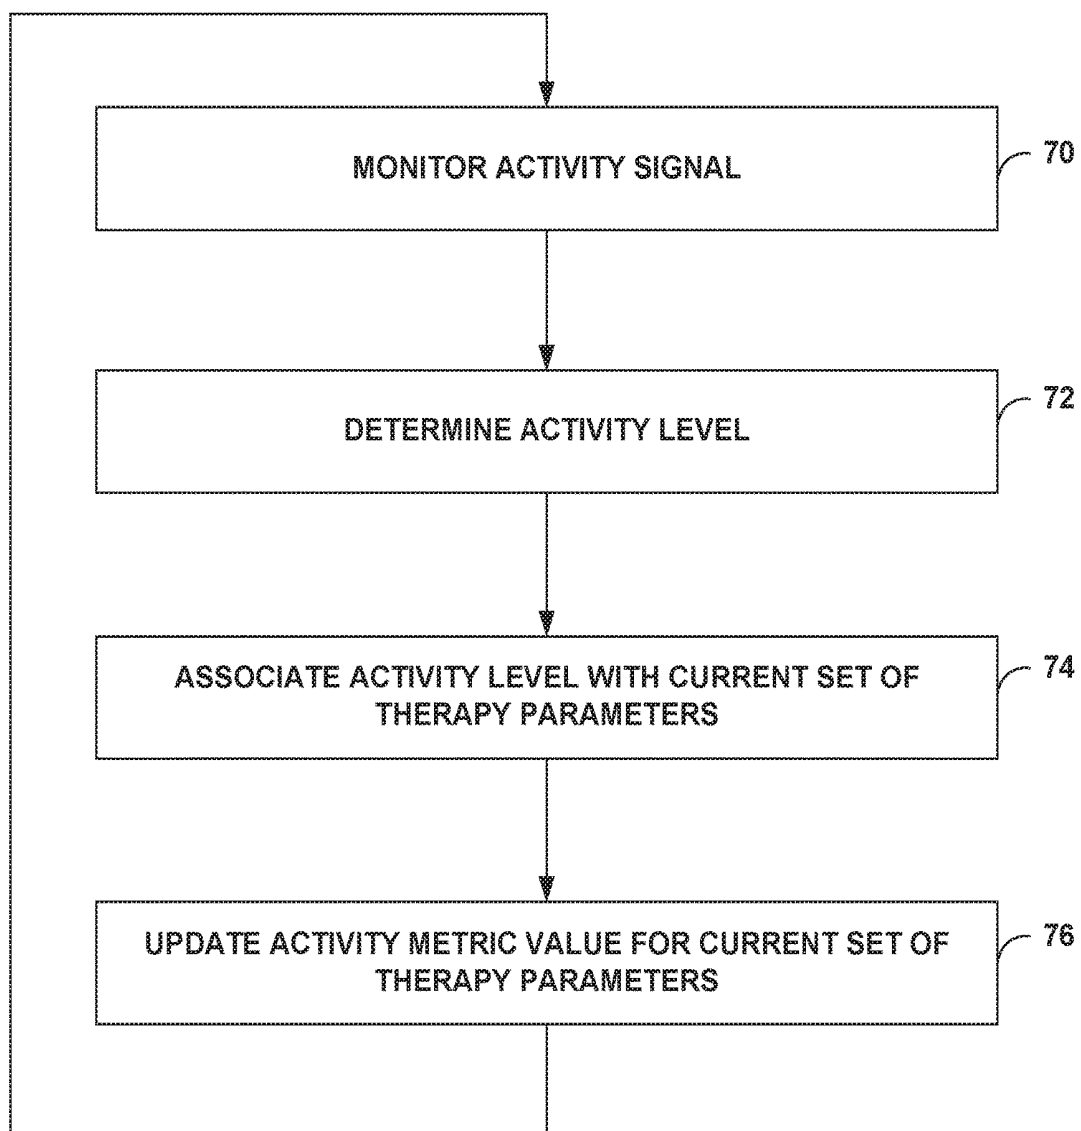 MONITOR ACTIVITY SIGNAL
70
DETERMINE ACTIVITY LEVEL
72
ASSOCIATE ACTIVITY LEVEL WITH CURRENT SET OF
THERAPY PARAMETERS
74
UPDATE ACTIVITY METRIC VALUE FOR CURRENT SET OF
THERAPY PARAMETERS
76